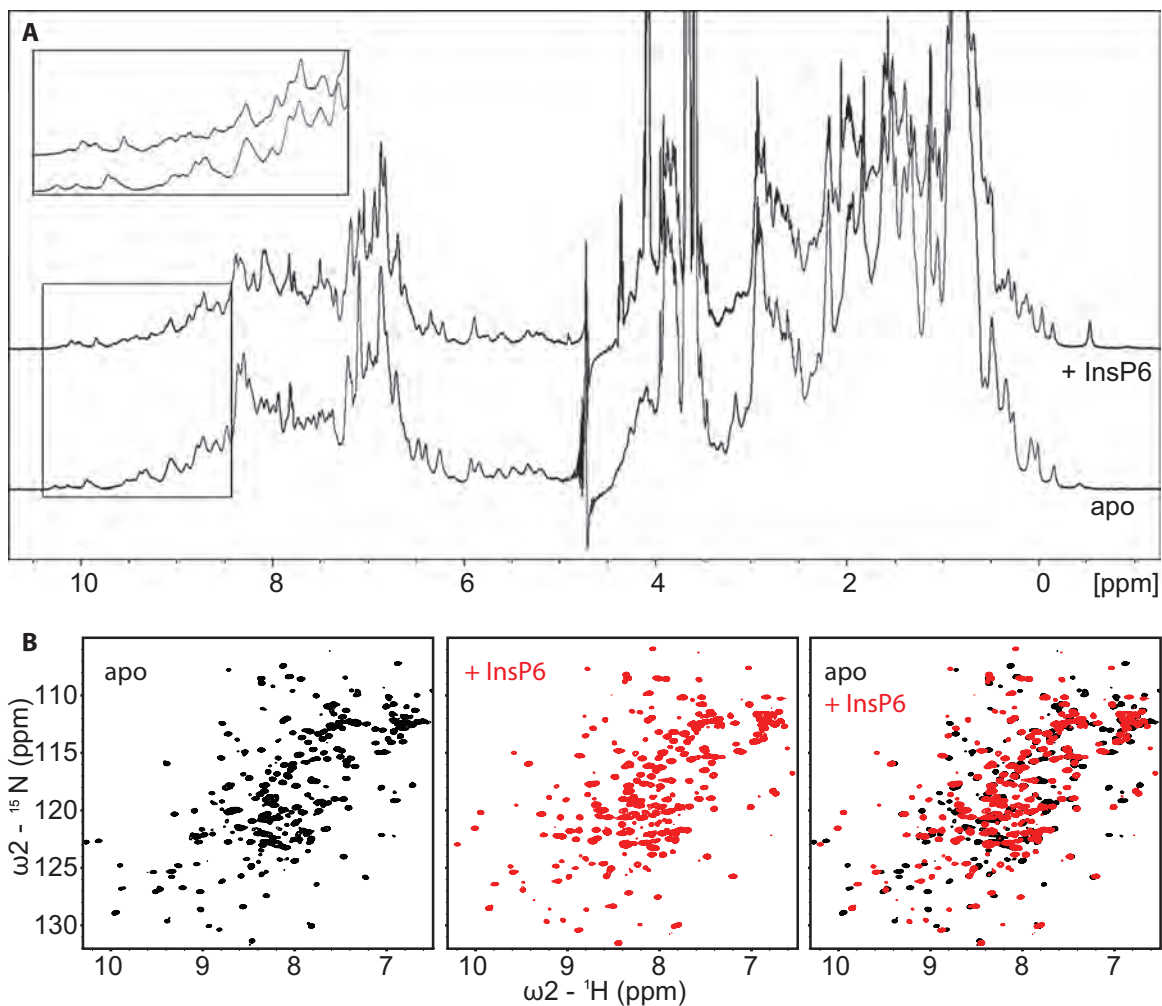 A
+ InsP6
apo
10 8 6 4 2 0 [ppm]
B
apo
+ InsP6
apo
+ InsP6
ω2 - ¹⁵N (ppm)
110
115
120
125
130
10 9 8 7
10 9 8 7
10 9 8 7
ω2 - ¹H (ppm)